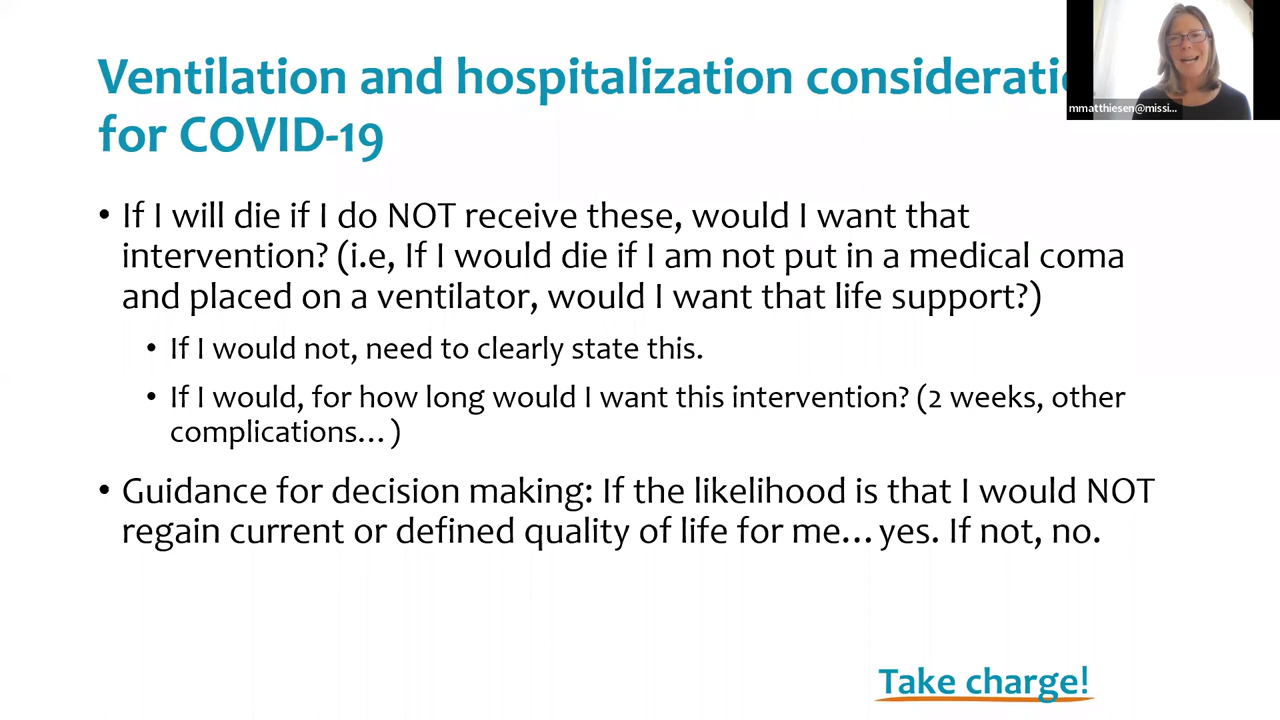 Ventilation and hospitalization considerati
for COVID-19
mmatthiesen@missi...
• If I will die if I do NOT receive these, would I want that
intervention? (i.e, If I would die if I am not put in a medical coma
and placed on a ventilator, would I want that life support?)
• If I would not, need to clearly state this.
• If I would, for how long would I want this intervention? (2 weeks, other
complications…)
• Guidance for decision making: If the likelihood is that I would NOT
regain current or defined quality of life for me… yes. If not, no.
Take charge!